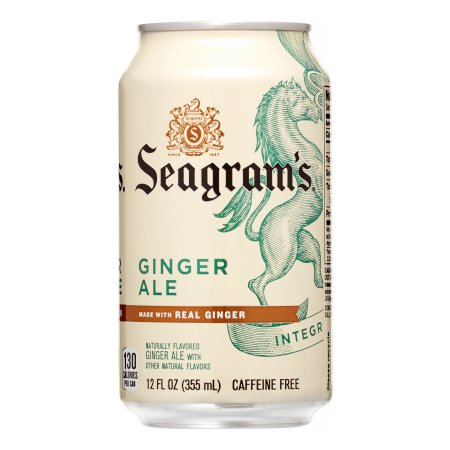 Seagram's
S
SINCE 1857
Seagram's
GINGER
ALE
MADE WITH REAL GINGER
INTEGR
NATURALLY FLAVORED
GINGER ALE WITH
OTHER NATURAL FLAVORS
130
CALORIES
PER CAN
12 FL OZ (355 mL)
CAFFEINE FREE